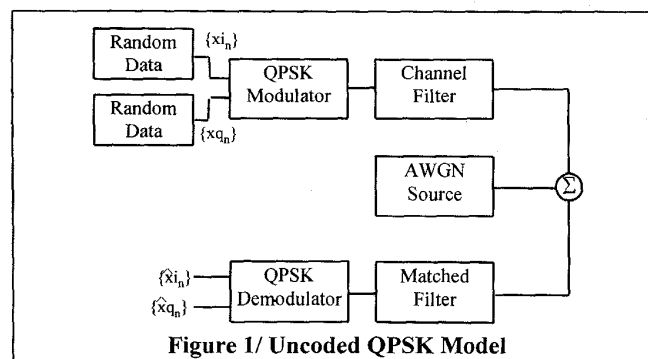 Random
Data
{xi_n}
QPSK
Modulator
Channel
Filter
Random
Data
{xq_n}
AWGN
Source
Σ
{x̂i_n}
{x̂q_n}
QPSK
Demodulator
Matched
Filter
Figure 1/ Uncoded QPSK Model